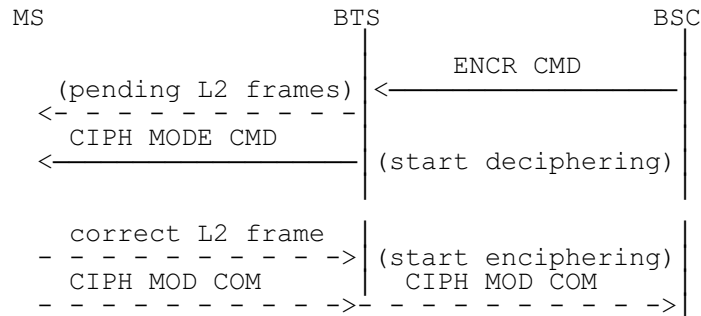 MS BTS BSC
ENCR CMD
(pending L2 frames)
CIPH MODE CMD
(start deciphering)
correct L2 frame
(start enciphering)
CIPH MOD COM CIPH MOD COM